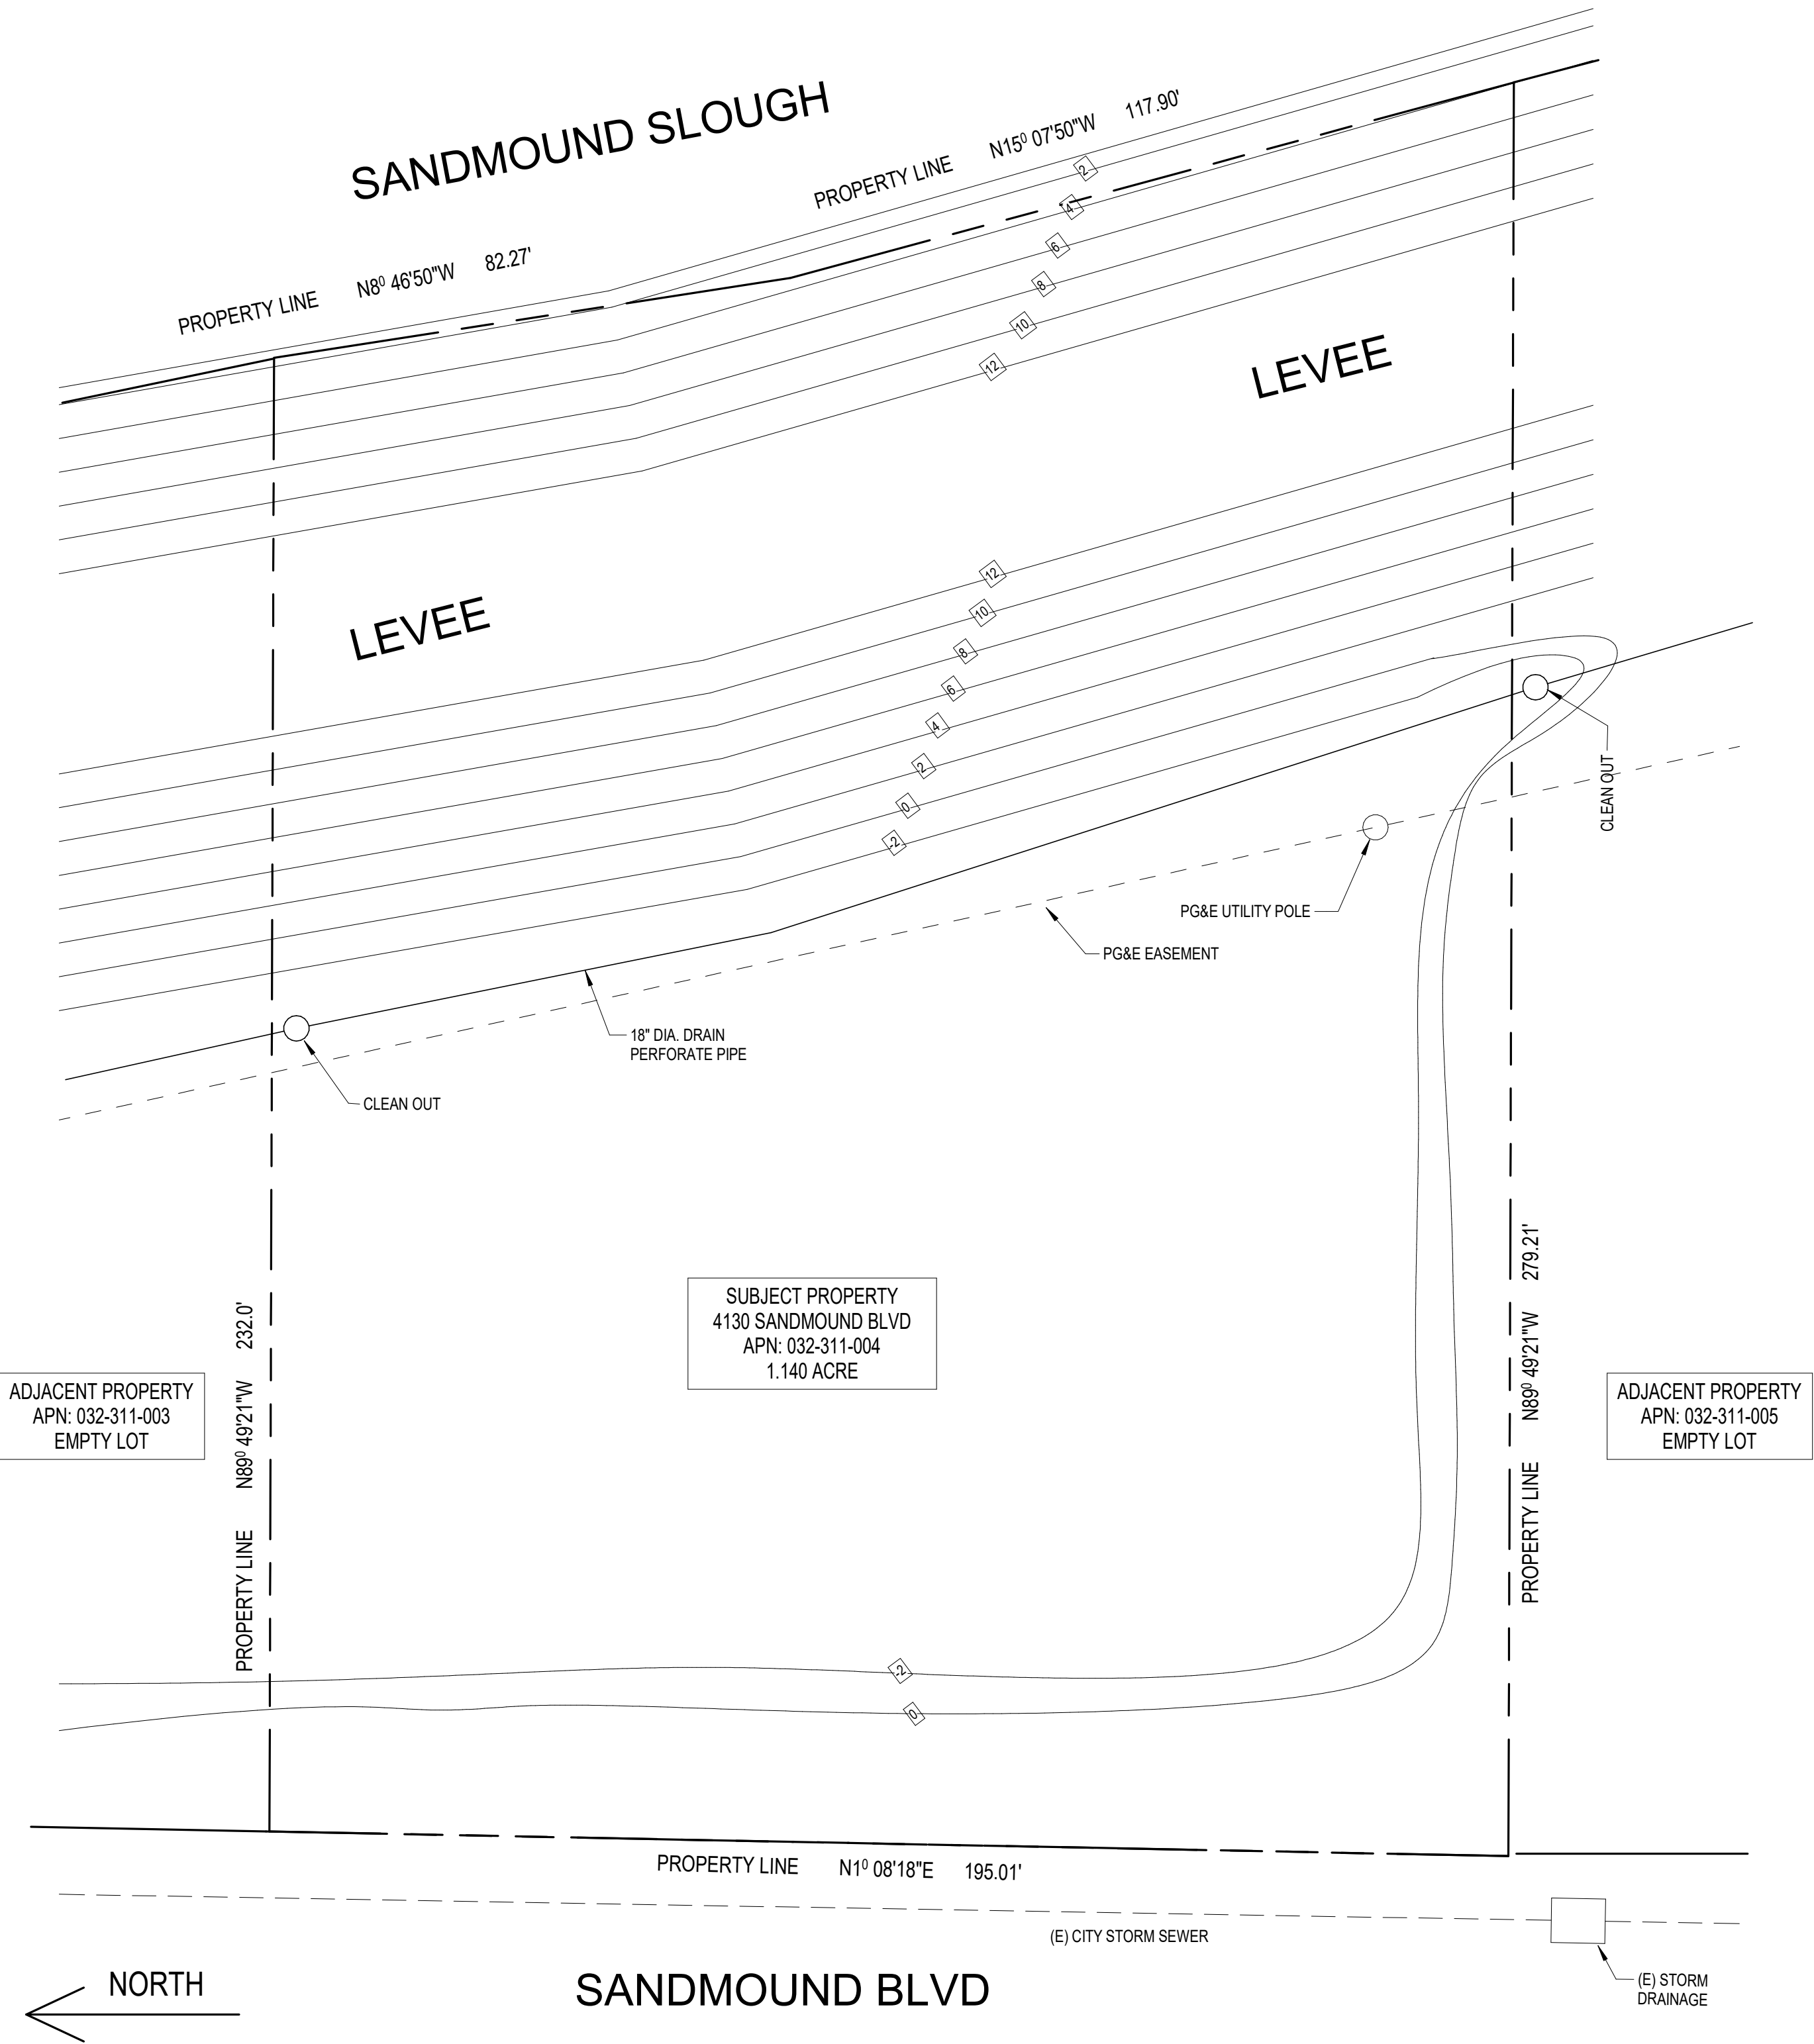 SANDMOUND SLOUGH
PROPERTY LINE N15⁰ 07'50"W 117.90'
PROPERTY LINE N8⁰ 46'50"W 82.27'
2
4
6
8
10
12
LEVEE
LEVEE
12
10
8
6
4
2
0
-2
CLEAN OUT
PG&E UTILITY POLE
PG&E EASEMENT
18" DIA. DRAIN
PERFORATE PIPE
CLEAN OUT
PROPERTY LINE N89⁰ 49'21"W 232.0'
SUBJECT PROPERTY
4130 SANDMOUND BLVD
APN: 032-311-004
1.140 ACRE
PROPERTY LINE N89⁰ 49'21"W 279.21'
ADJACENT PROPERTY
APN: 032-311-003
EMPTY LOT
ADJACENT PROPERTY
APN: 032-311-005
EMPTY LOT
-2
0
PROPERTY LINE N1⁰ 08'18"E 195.01'
(E) CITY STORM SEWER
NORTH
SANDMOUND BLVD
(E) STORM
DRAINAGE